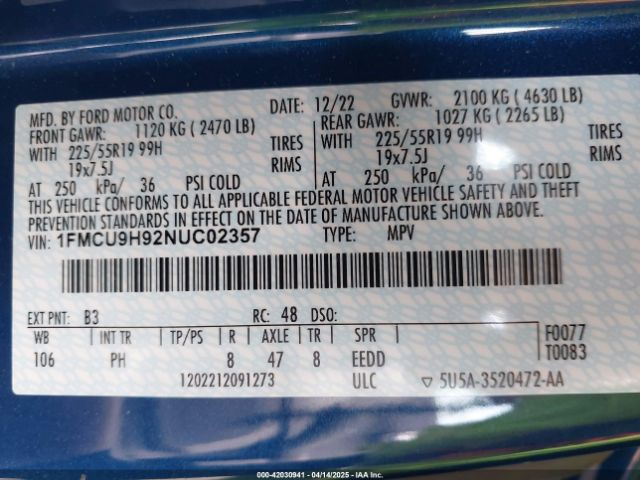 MFD. BY FORD MOTOR CO. DATE: 12/22 GVWR: 2100 KG ( 4630 LB)
FRONT GAWR: 1120 KG ( 2470 LB) REAR GAWR: 1027 KG ( 2265 LB)
WITH 225/55R19 99H TIRES WITH 225/55R19 99H TIRES
19x7.5J RIMS 19x7.5J RIMS
AT 250 kPa/ 36 PSI COLD AT 250 kPa/ 36 PSI COLD
THIS VEHICLE CONFORMS TO ALL APPLICABLE FEDERAL MOTOR VEHICLE SAFETY AND THEFT
PREVENTION STANDARDS IN EFFECT ON THE DATE OF MANUFACTURE SHOWN ABOVE.
VIN: 1FMCU9H92NUC02357 TYPE: MPV
EXT PNT: B3 RC: 48 DSO:
WB INT TR TP/PS R AXLE TR SPR F0077
106 PH 8 47 8 EEDD T0083
1202212091273 ULC ▽ 5U5A-3520472-AA
000-42030941 - 04/14/2025 - IAA Inc.